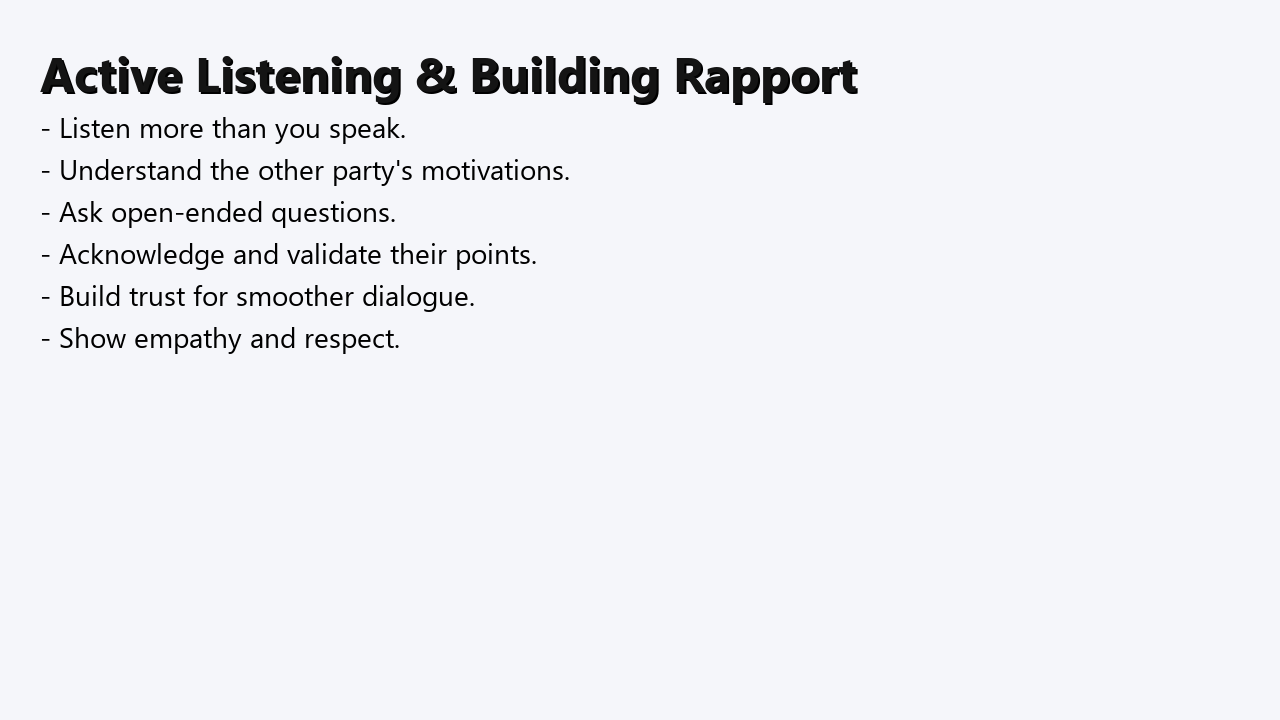 Active Listening & Building Rapport
- Listen more than you speak.
- Understand the other party's motivations.
- Ask open-ended questions.
- Acknowledge and validate their points.
- Build trust for smoother dialogue.
- Show empathy and respect.